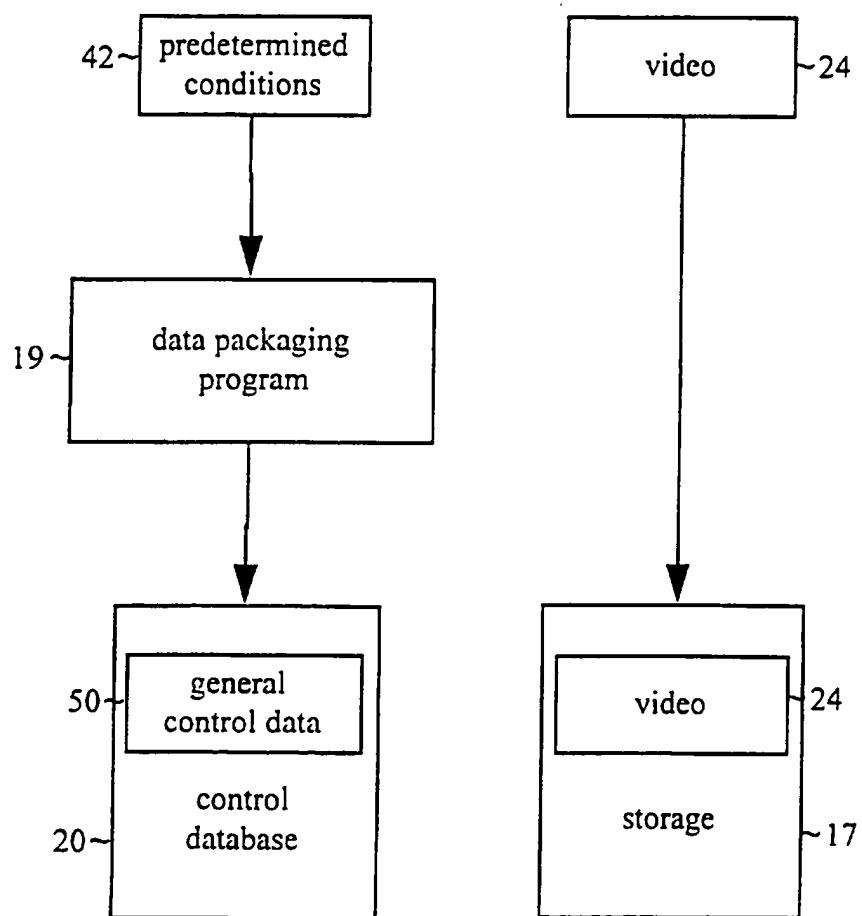 42~ predetermined
conditions
video ~24
19~ data packaging
program
50~ general
control data
video 24
control
20~ database
storage ~17